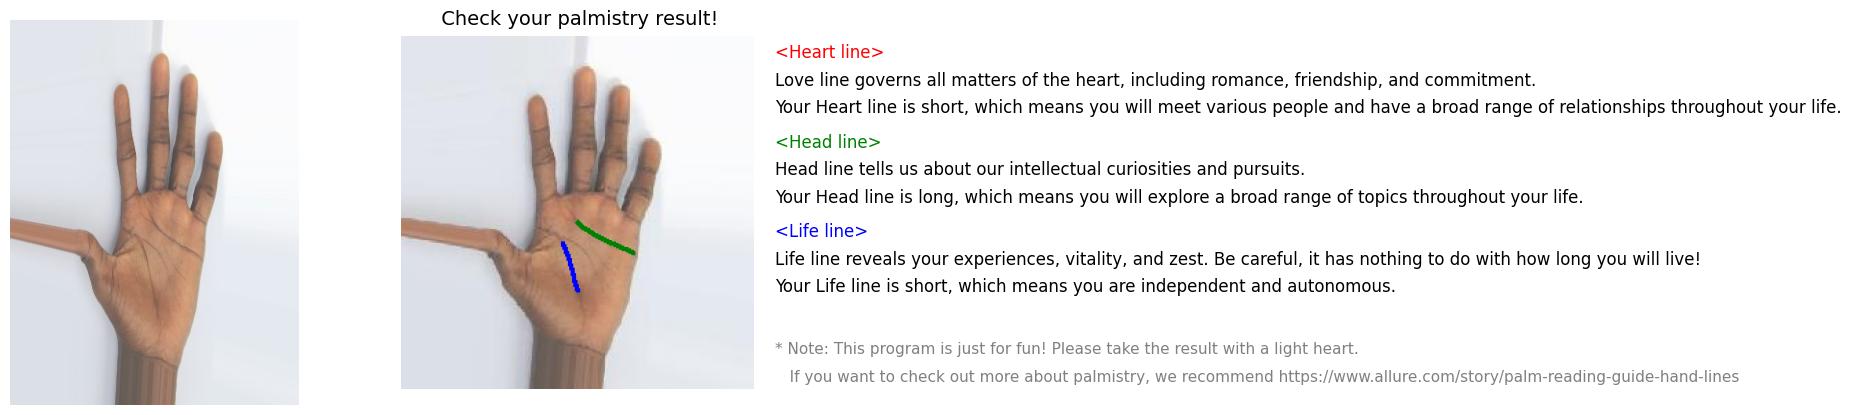 Check your palmistry result!
<Heart line>
Love line governs all matters of the heart, including romance, friendship, and commitment.
Your Heart line is short, which means you will meet various people and have a broad range of relationships throughout your life.
<Head line>
Head line tells us about our intellectual curiosities and pursuits.
Your Head line is long, which means you will explore a broad range of topics throughout your life.
<Life line>
Life line reveals your experiences, vitality, and zest. Be careful, it has nothing to do with how long you will live!
Your Life line is short, which means you are independent and autonomous.
* Note: This program is just for fun! Please take the result with a light heart.
If you want to check out more about palmistry, we recommend https://www.allure.com/story/palm-reading-guide-hand-lines